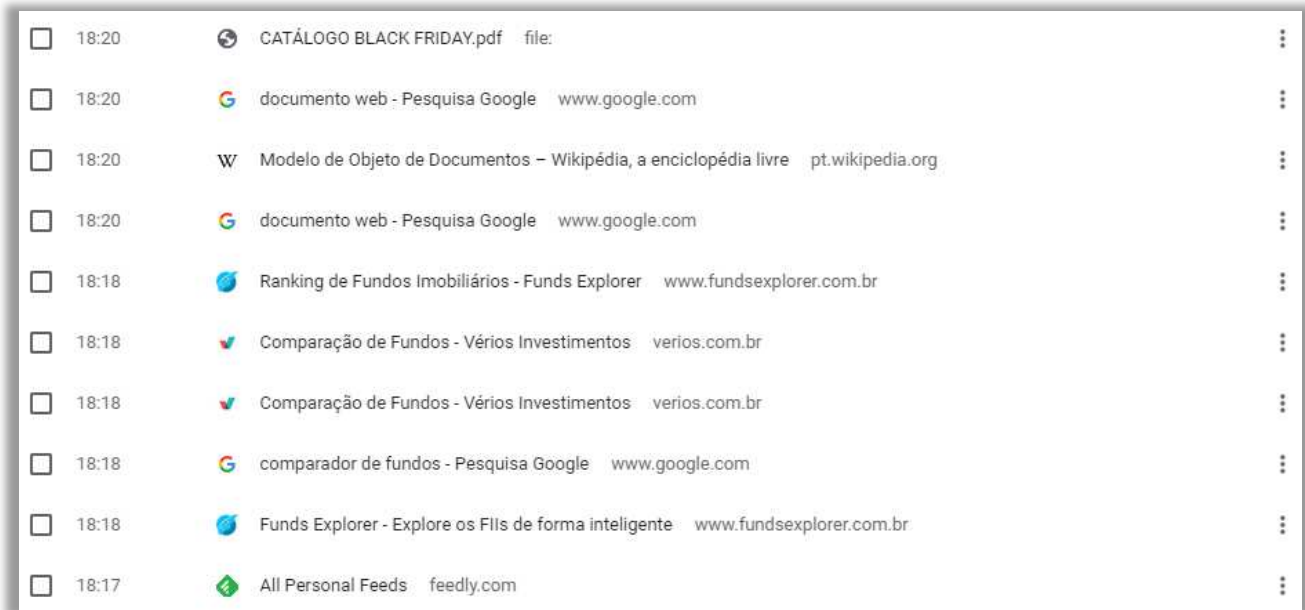 18:20 CATÁLOGO BLACK FRIDAY.pdf file:
18:20 documento web - Pesquisa Google www.google.com
18:20 W Modelo de Objeto de Documentos – Wikipédia, a enciclopédia livre pt.wikipedia.org
18:20 documento web - Pesquisa Google www.google.com
18:18 Ranking de Fundos Imobiliários - Funds Explorer www.fundsexplorer.com.br
18:18 Comparação de Fundos - Vérios Investimentos verios.com.br
18:18 Comparação de Fundos - Vérios Investimentos verios.com.br
18:18 comparador de fundos - Pesquisa Google www.google.com
18:18 Funds Explorer - Explore os FIIs de forma inteligente www.fundsexplorer.com.br
18:17 All Personal Feeds feedly.com